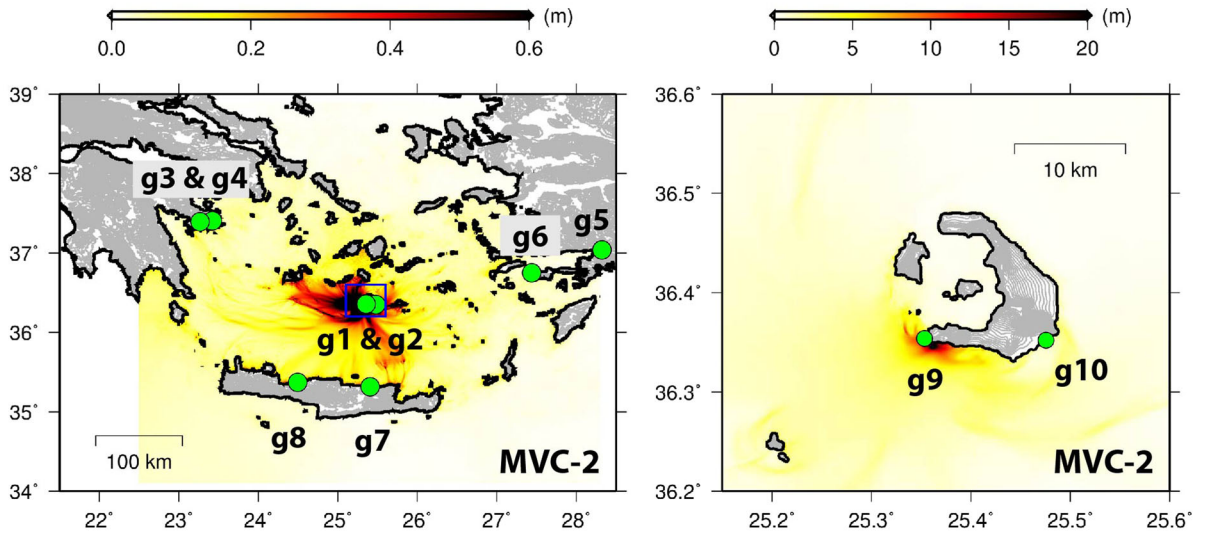 (m)
0.0 0.2 0.4 0.6
39˚
38˚
37˚
36˚
35˚
34˚
g3 & g4
g5
g6
g1 & g2
g8
g7
100 km
MVC-2
22 23 24 25 26 27 28
(m)
0 5 10 15 20
36.6˚
36.5˚
36.4˚
36.3˚
36.2˚
10 km
g9
g10
MVC-2
25.2˚ 25.3˚ 25.4˚ 25.5˚ 25.6˚